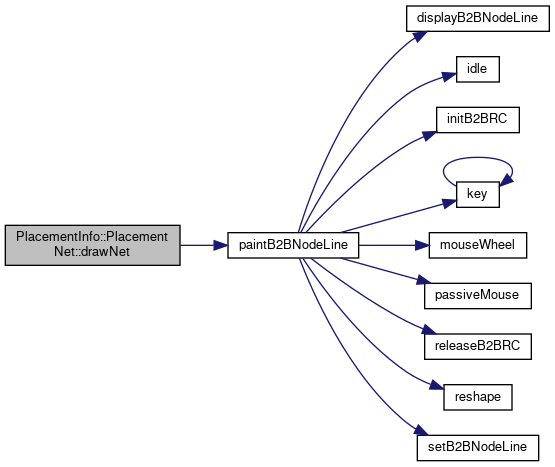 PlacementInfo::Placement
Net::drawNet
paintB2BNodeLine
displayB2BNodeLine
idle
initB2BRC
key
mouseWheel
passiveMouse
releaseB2BRC
reshape
setB2BNodeLine